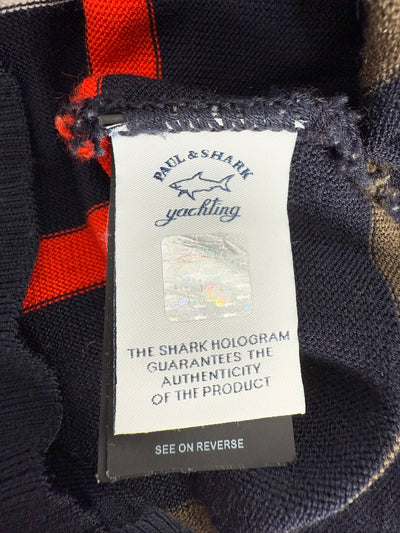 PAUL & SHARK
yachting
THE SHARK HOLOGRAM
GUARANTEES THE
AUTHENTICITY
OF THE PRODUCT
SEE ON REVERSE